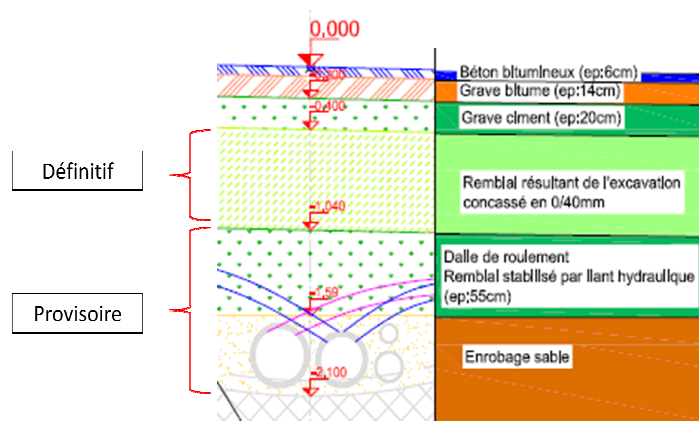 0,000
Béton bitumineux (ep:6cm)
Grave bitume (ep:14cm)
-0,400
Grave ciment (ep:20cm)
Définitif
Remblai résultant de l'excavation
concassé en 0/40mm
-1,040
Dalle de roulement
Remblai stabilisé par liant hydraulique
(ep:55cm)
-1,59
Provisoire
Enrobage sable
-2,100